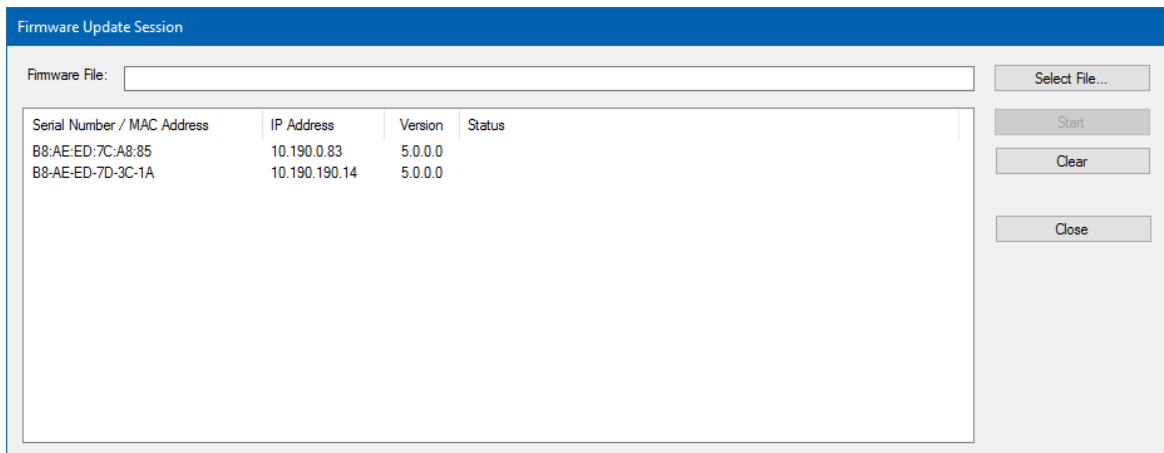 Firmware Update Session
Firmware File: Select File...
Serial Number / MAC Address IP Address Version Status Start
B8:AE:ED:7C:A8:85 10.190.0.83 5.0.0.0
B8-AE-ED-7D-3C-1A 10.190.190.14 5.0.0.0
Clear
Close